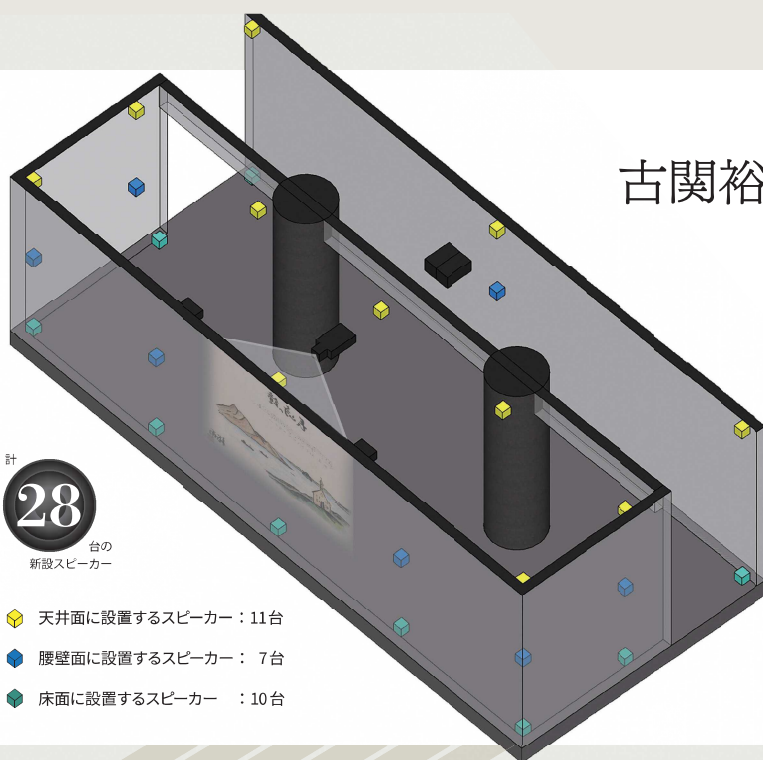 古関裕
計
28
台の
新設スピーカー
天井面に設置するスピーカー：11台
腰壁面に設置するスピーカー： 7台
床面に設置するスピーカー ：10台